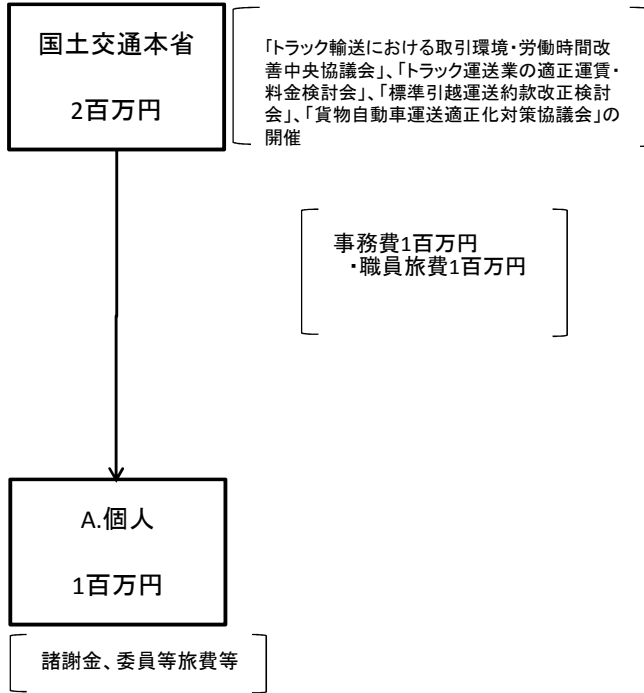 国土交通本省
2百万円
「トラック輸送における取引環境・労働時間改
善中央協議会」、「トラック運送業の適正運賃・
料金検討会」、「標準引越運送約款改正検討
会」、「貨物自動車運送適正化対策協議会」の
開催
事務費1百万円
・職員旅費1百万円
A.個人
1百万円
諸謝金、委員等旅費等